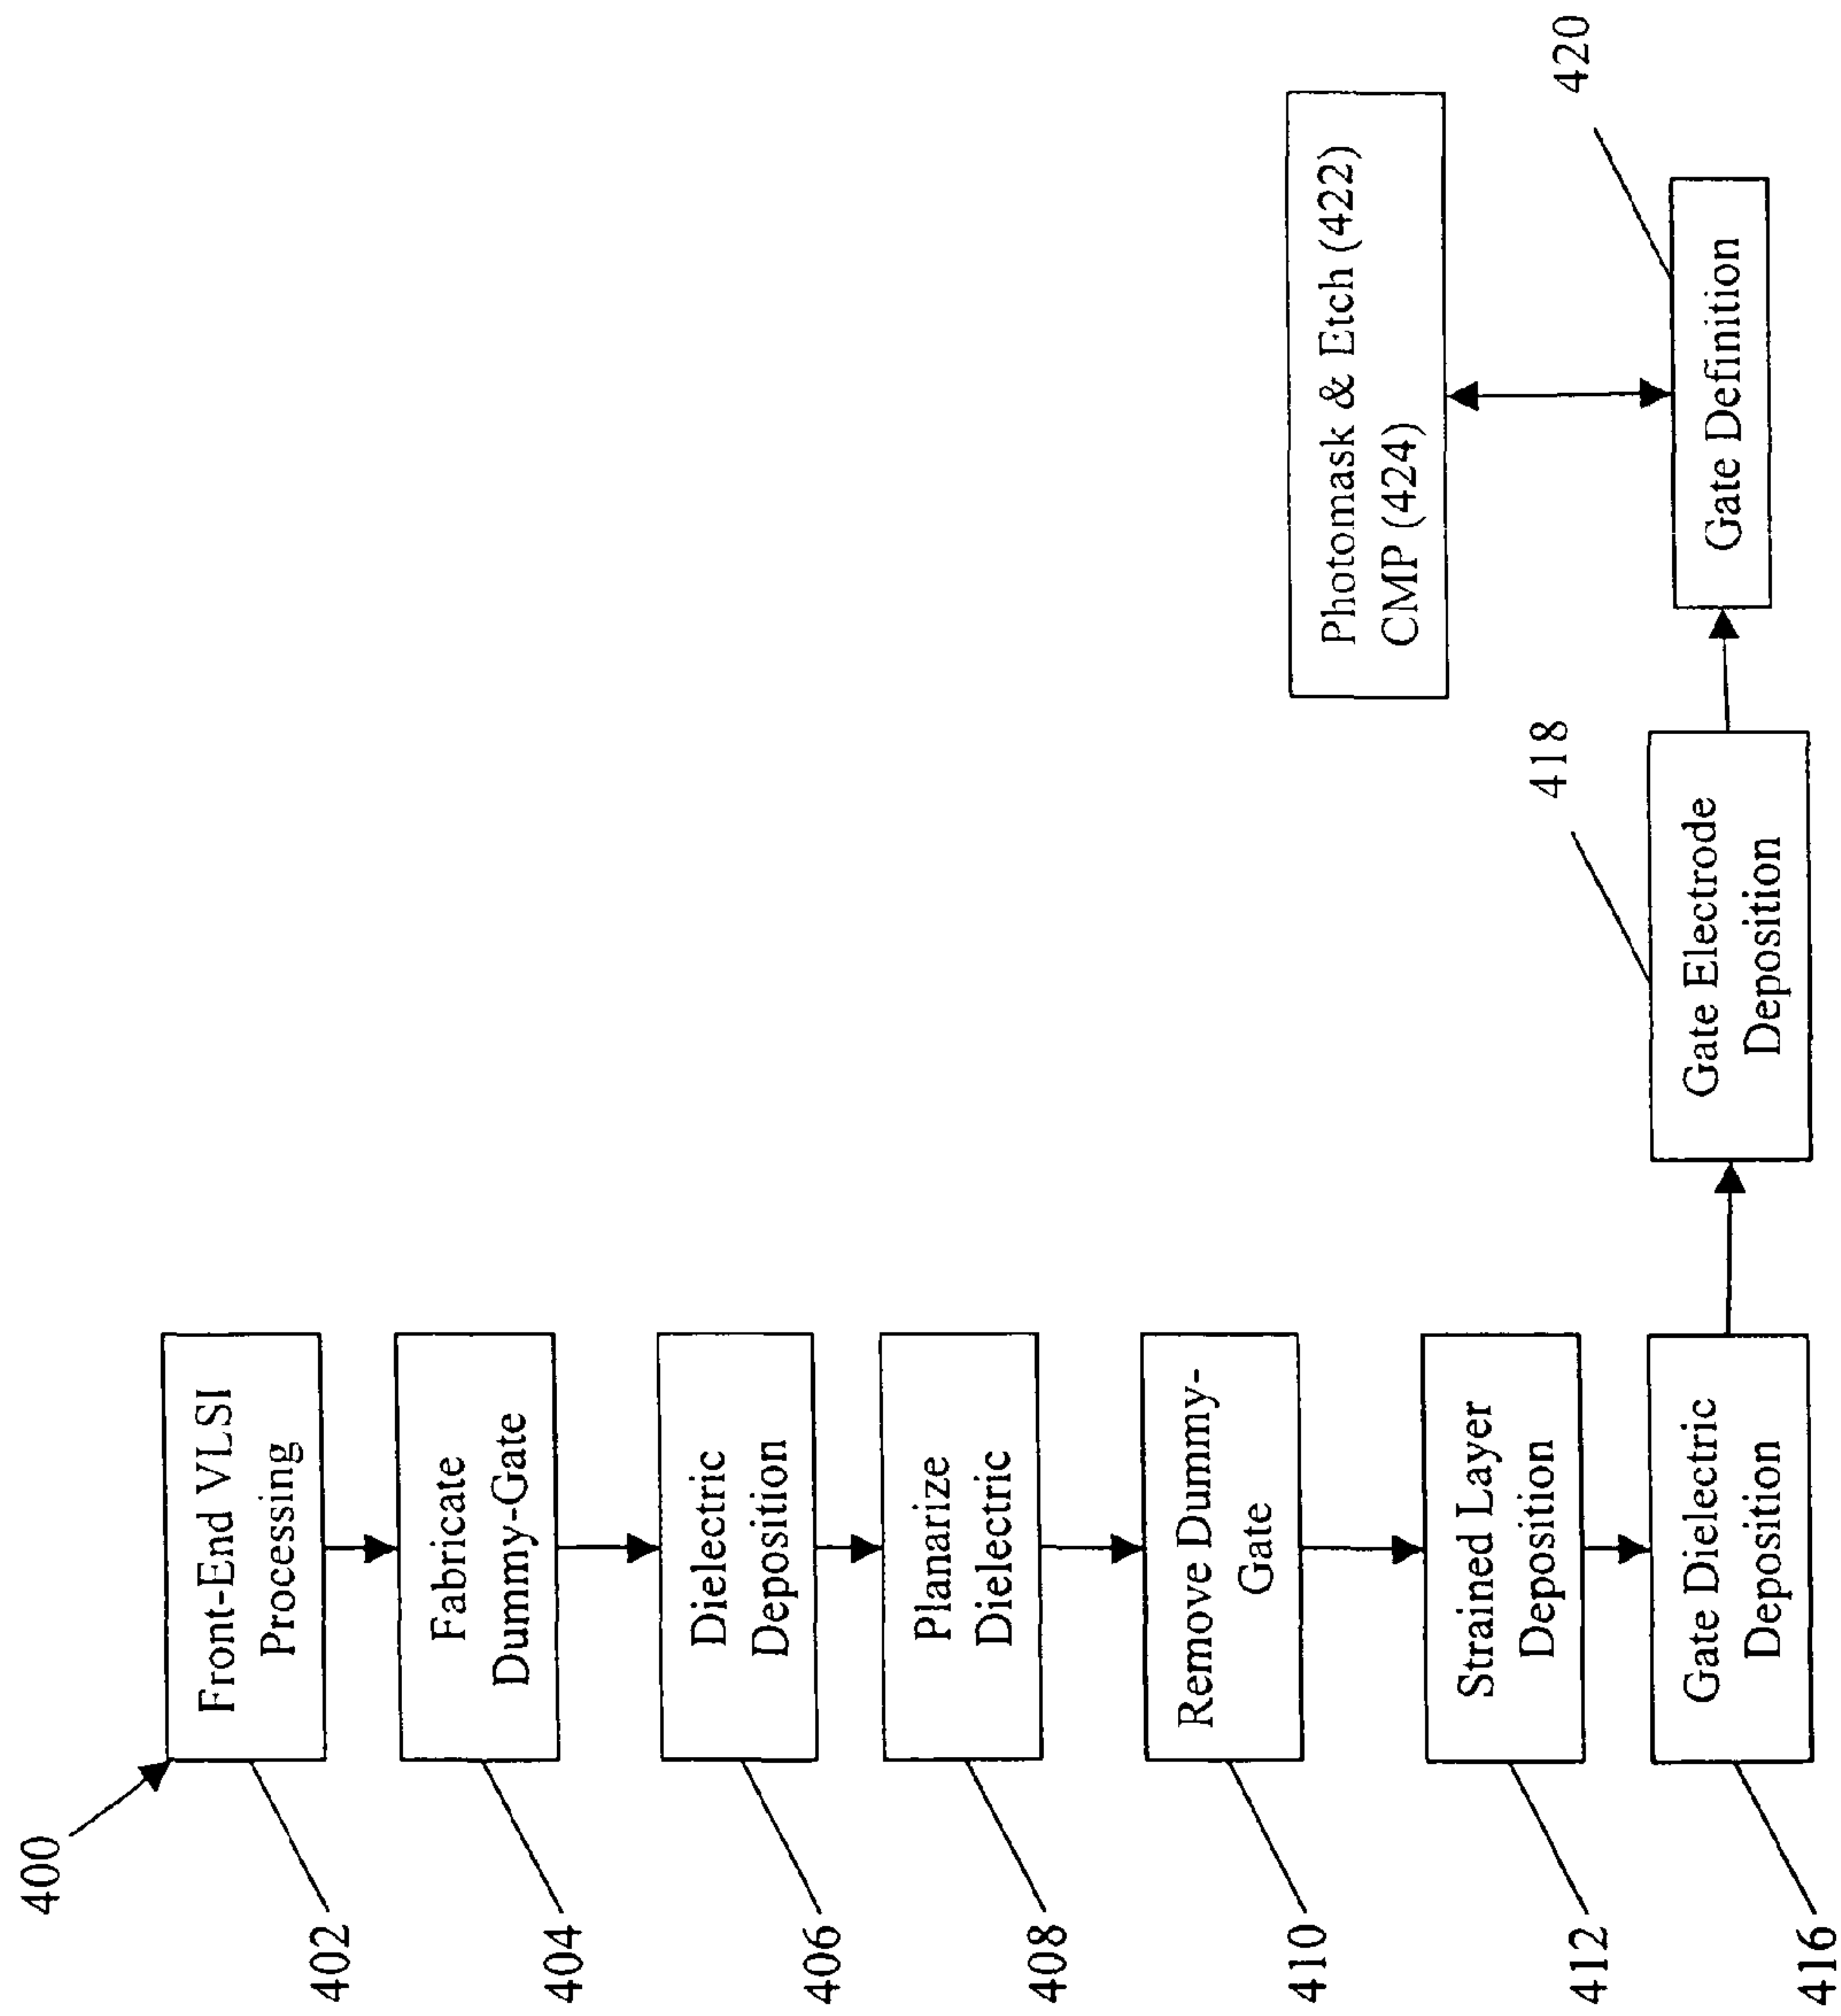 400
402
Front-End VLSI
Processing
404
Fabricate
Dummy-Gate
406
Dielectric
Deposition
408
Planarize
Dielectric
410
Remove Dummy-
Gate
412
Strained Layer
Deposition
416
Gate Dielectric
Deposition
418
Gate Electrode
Deposition
420
Gate Definition
Photomask & Etch (422)
CMP (424)